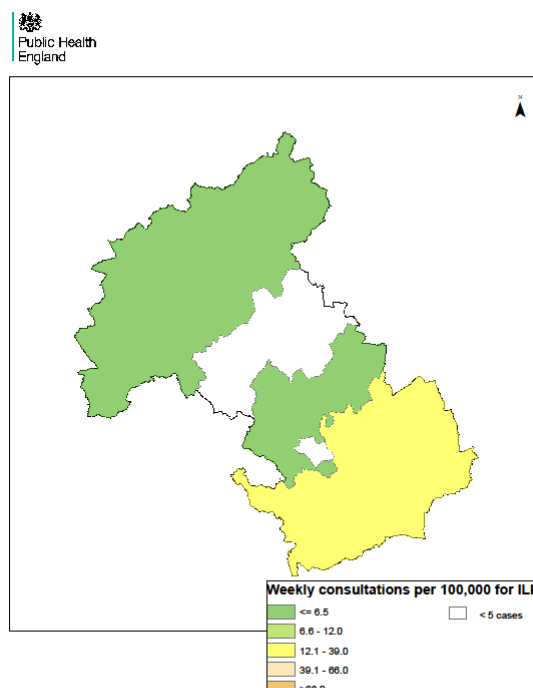 Public Health
England
N
Weekly consultations per 100,000 for ILI
<= 6.5
< 5 cases
6.6 - 12.0
12.1 - 39.0
39.1 - 66.0